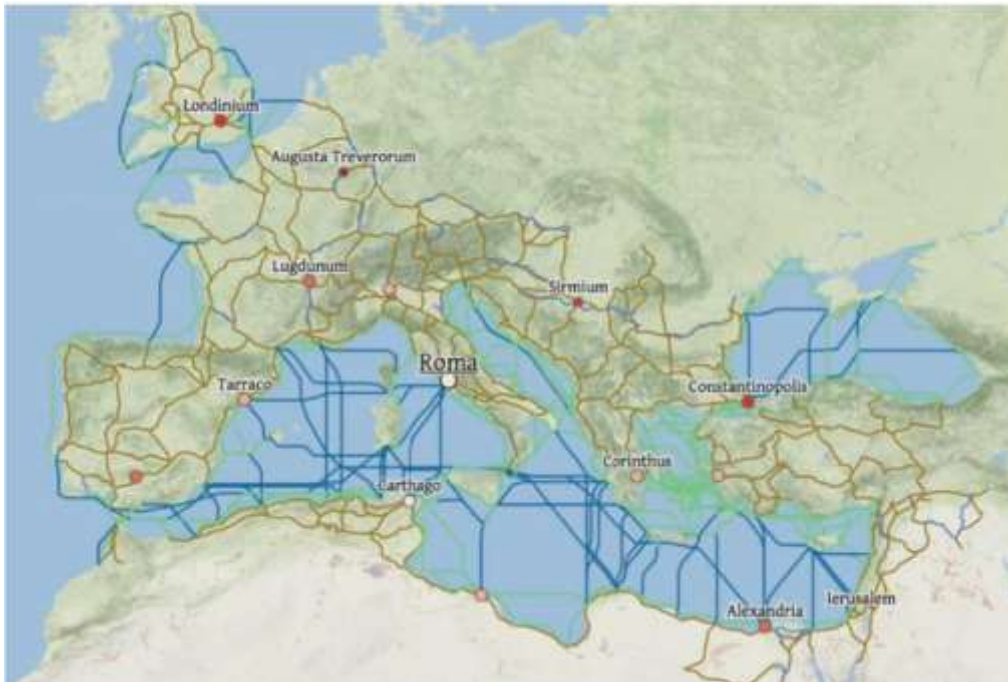 Londinium
Augusta Treverorum
Lugdunum
Sirmium
Roma
Tarraco
Constantinopolis
Corinthus
Carthago
Ierusalem
Alexandria